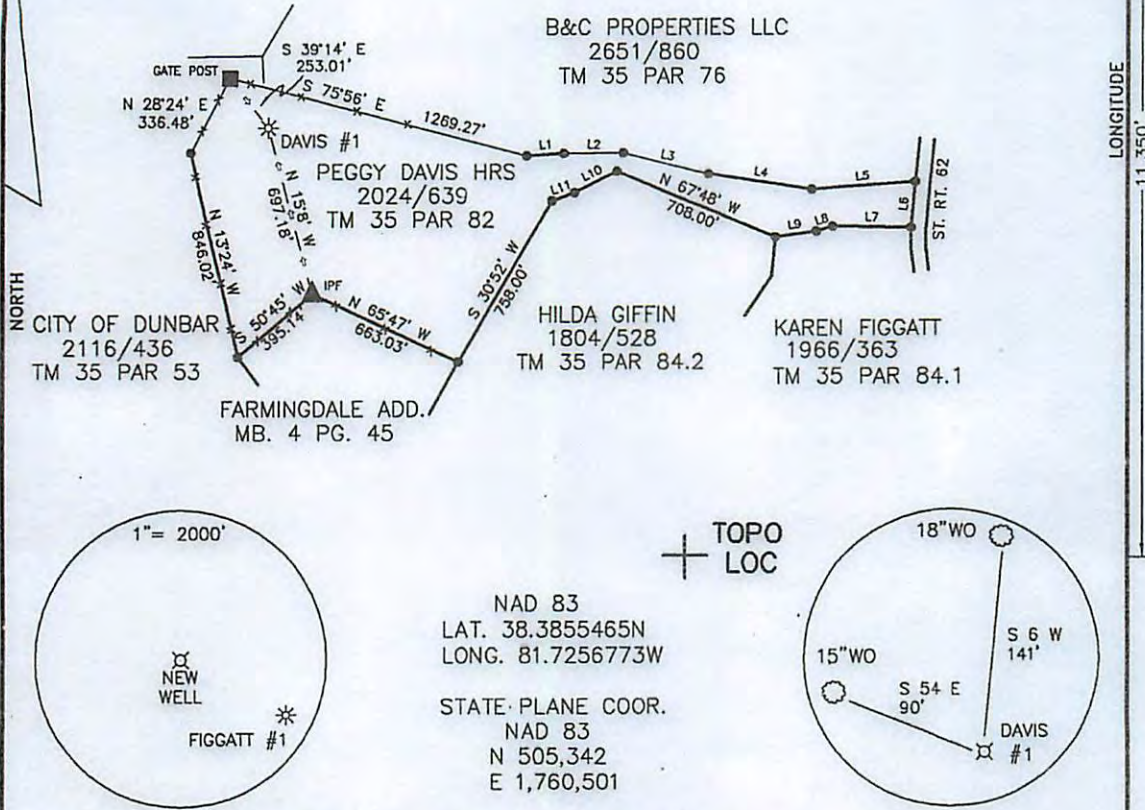 B&C PROPERTIES LLC
2651/860
TM 35 PAR 76
S 39°14' E
253.01'
GATE POST
S 75°56' E
1269.27'
N 28°24' E
336.48'
DAVIS #1
PEGGY DAVIS HRS
2024/639
TM 35 PAR 82
N 15°8' W
697.18'
L1
L2
L3
L4
L5
L6
L7
L8
L9
L10
L11
N 67°48' W
708.00'
ST. RT. 62
LONGITUDE
11,350'
NORTH
N 13°24' W
846.02'
IPF
S 50°45' W
395.14'
N 65°47' W
663.03'
S 30°52' W
758.00'
CITY OF DUNBAR
2116/436
TM 35 PAR 53
HILDA GIFFIN
1804/528
TM 35 PAR 84.2
KAREN FIGGATT
1966/363
TM 35 PAR 84.1
FARMINGDALE ADD.
MB. 4 PG. 45
1"= 2000'
NEW
WELL
FIGGATT #1
TOPO
LOC
NAD 83
LAT. 38.3855465N
LONG. 81.7256773W
STATE PLANE COOR.
NAD 83
N 505,342
E 1,760,501
18"WO
S 6 W
141'
15"WO
S 54 E
90'
DAVIS
#1